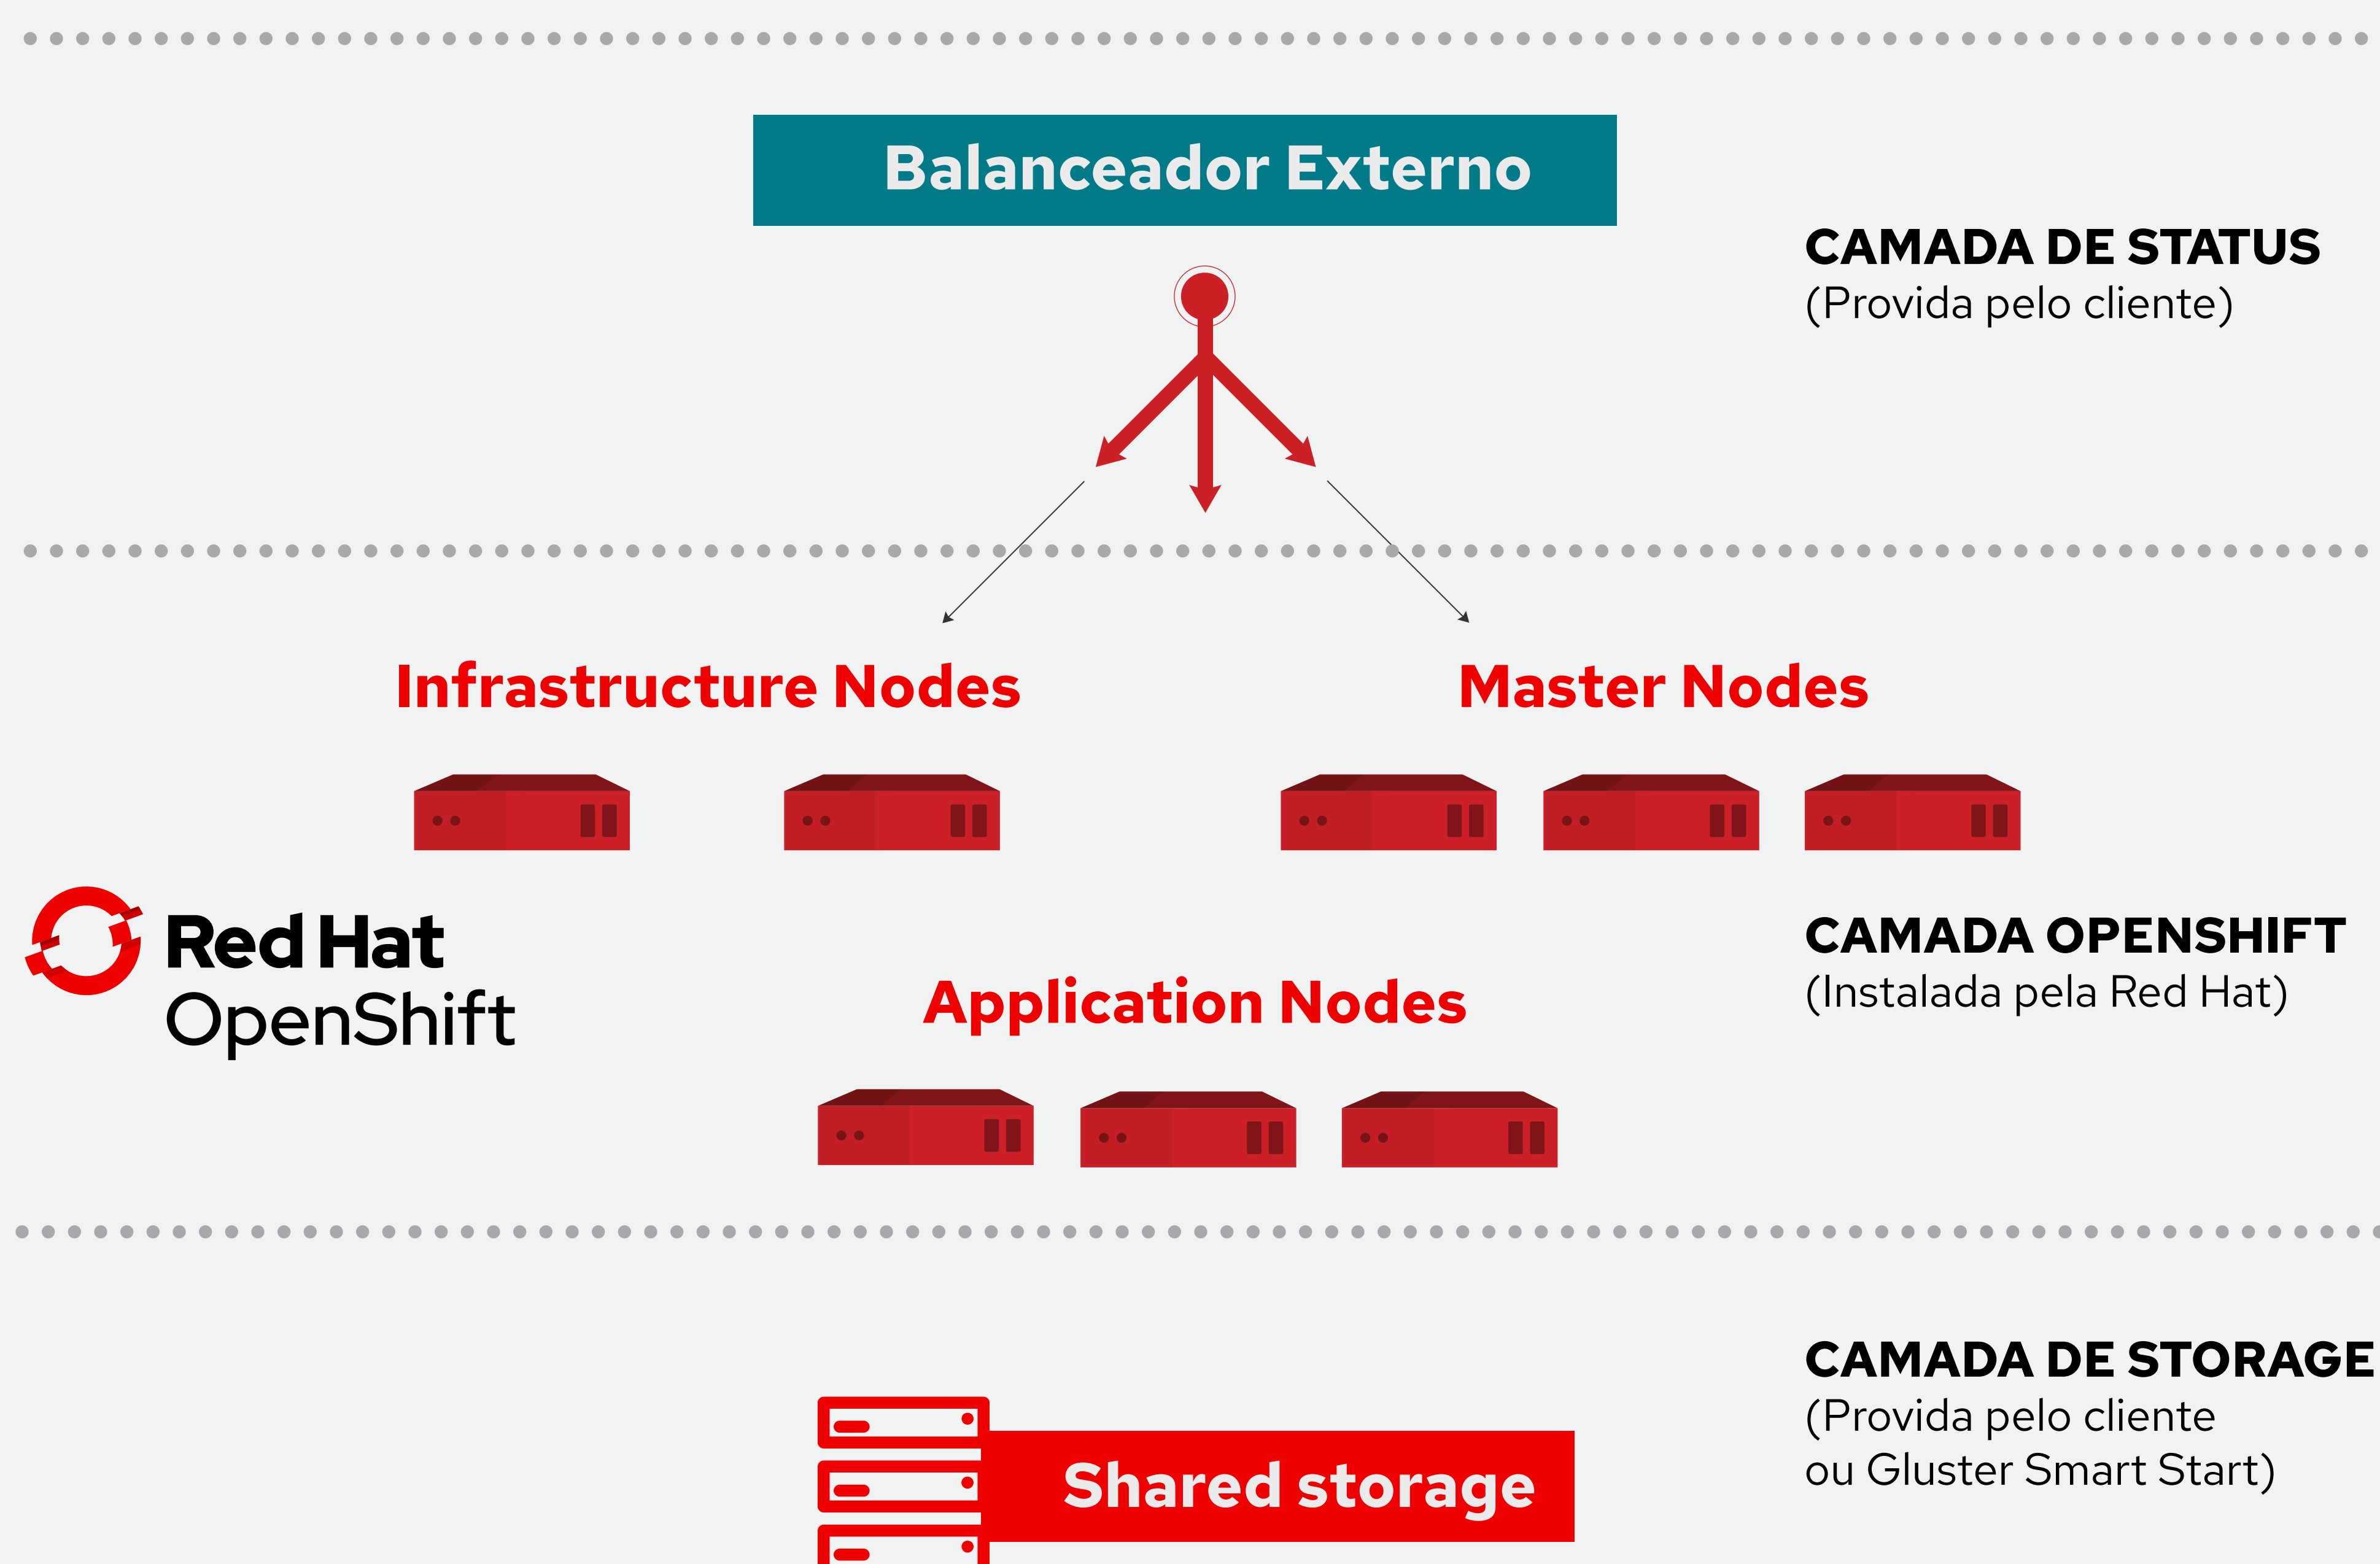 Balanceador Externo
CAMADA DE STATUS
(Provida pelo cliente)
Infrastructure Nodes
Master Nodes
Red Hat
OpenShift
CAMADA OPENSHIFT
(Instalada pela Red Hat)
Application Nodes
CAMADA DE STORAGE
(Provida pelo cliente
ou Gluster Smart Start)
Shared storage